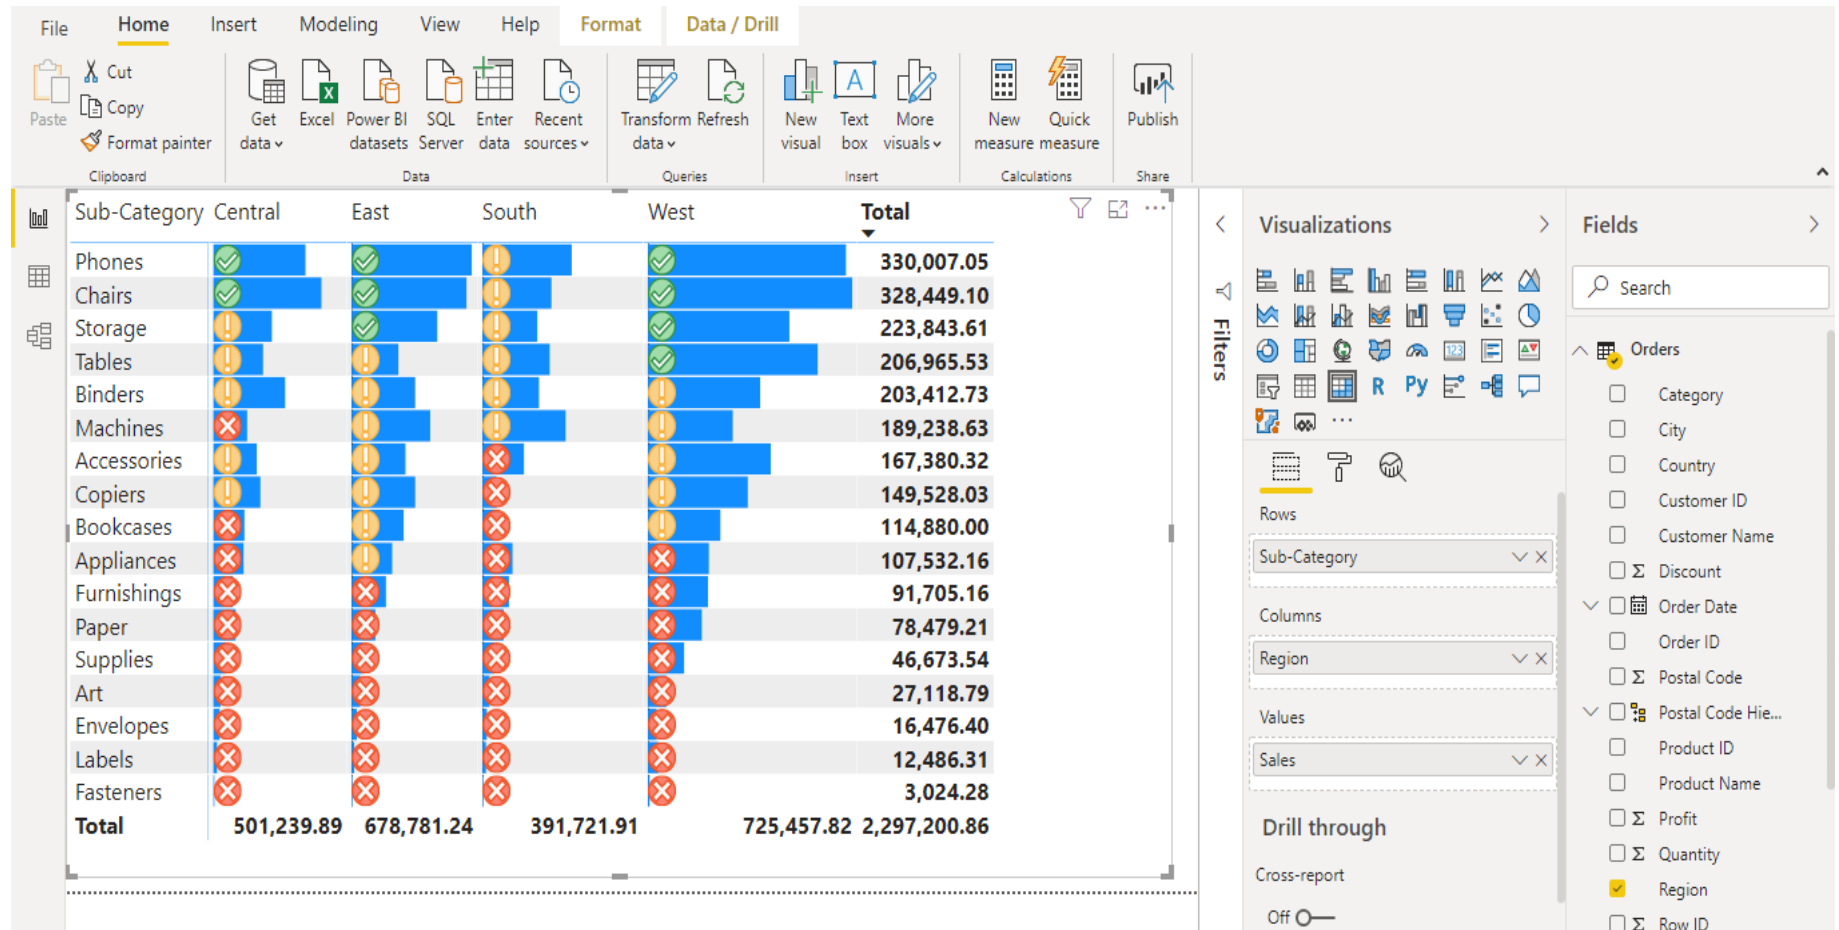 File Home Insert Modeling View Help Format Data / Drill
Paste
Cut
Copy
Format painter
Clipboard
Get data
Excel
Power BI datasets
SQL Server
Enter data
Recent sources
Data
Transform data
Refresh
Queries
New visual
Text box
More visuals
Insert
New measure
Quick measure
Calculations
Publish
Share
Sub-Category Central East South West Total
Phones 330,007.05
Chairs 328,449.10
Storage 223,843.61
Tables 206,965.53
Binders 203,412.73
Machines 189,238.63
Accessories 167,380.32
Copiers 149,528.03
Bookcases 114,880.00
Appliances 107,532.16
Furnishings 91,705.16
Paper 78,479.21
Supplies 46,673.54
Art 27,118.79
Envelopes 16,476.40
Labels 12,486.31
Fasteners 3,024.28
Total 501,239.89 678,781.24 391,721.91 725,457.82 2,297,200.86
Filters
Visualizations
R Py
123
Rows
Sub-Category
Columns
Region
Values
Sales
Drill through
Cross-report
Off
Fields
Search
Orders
Category
City
Country
Customer ID
Customer Name
Σ Discount
Order Date
Order ID
Σ Postal Code
Postal Code Hie...
Product ID
Product Name
Σ Profit
Σ Quantity
Region
Σ Row ID